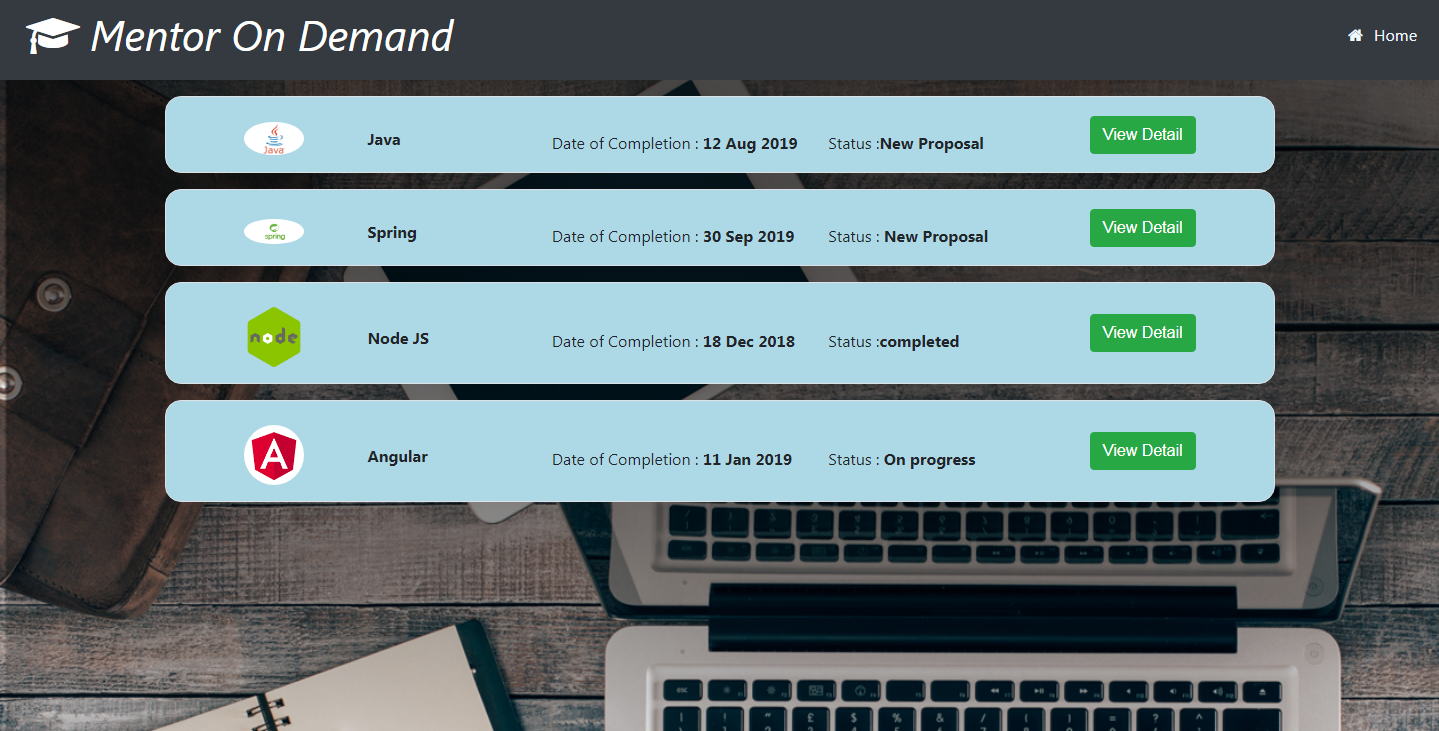 Mentor On Demand
Home
Java
Java
Date of Completion : 12 Aug 2019
Status :New Proposal
View Detail
spring
Spring
Date of Completion : 30 Sep 2019
Status : New Proposal
View Detail
node
Node JS
Date of Completion : 18 Dec 2018
Status :completed
View Detail
A
Angular
Date of Completion : 11 Jan 2019
Status : On progress
View Detail
esc